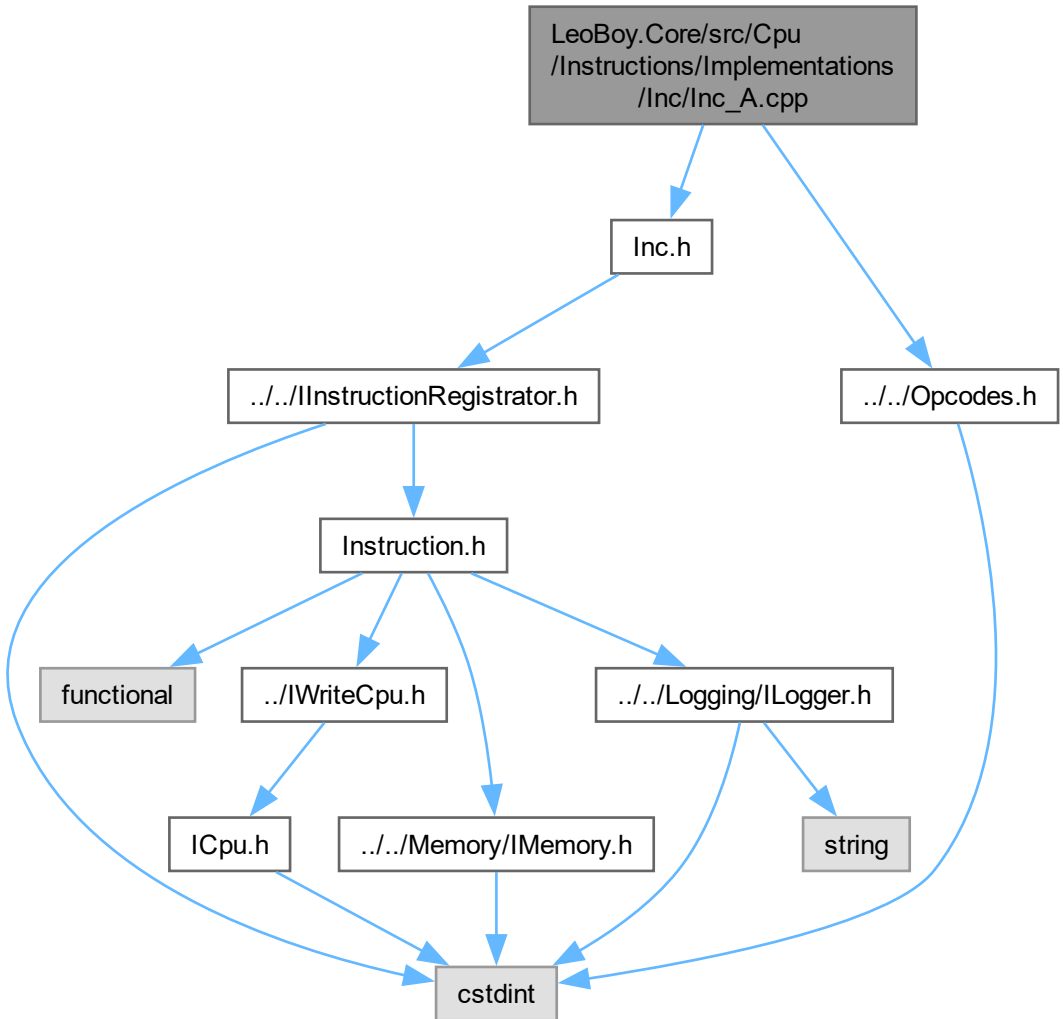 LeoBoy.Core/src/Cpu
/Instructions/Implementations
/Inc/Inc_A.cpp
Inc.h
../../IInstructionRegistrator.h
../../Opcodes.h
Instruction.h
functional
../IWriteCpu.h
../../Logging/ILogger.h
ICpu.h
../../Memory/IMemory.h
string
cstdint